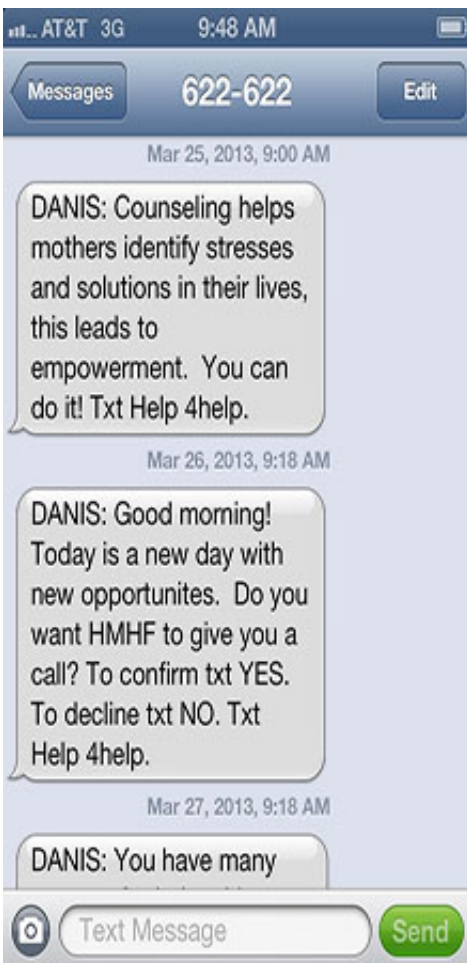 AT&T 3G 9:48 AM
Messages 622-622 Edit
Mar 25, 2013, 9:00 AM
DANIS: Counseling helps
mothers identify stresses
and solutions in their lives,
this leads to
empowerment. You can
do it! Txt Help 4help.
Mar 26, 2013, 9:18 AM
DANIS: Good morning!
Today is a new day with
new opportunites. Do you
want HMHF to give you a
call? To confirm txt YES.
To decline txt NO. Txt
Help 4help.
Mar 27, 2013, 9:18 AM
DANIS: You have many
Text Message Send